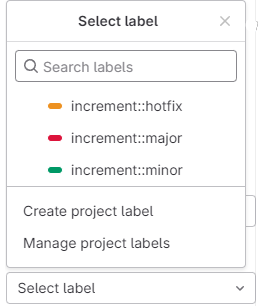 Select label
Search labels
increment::hotfix
increment::major
increment::minor
Create project label
Manage project labels
Select label